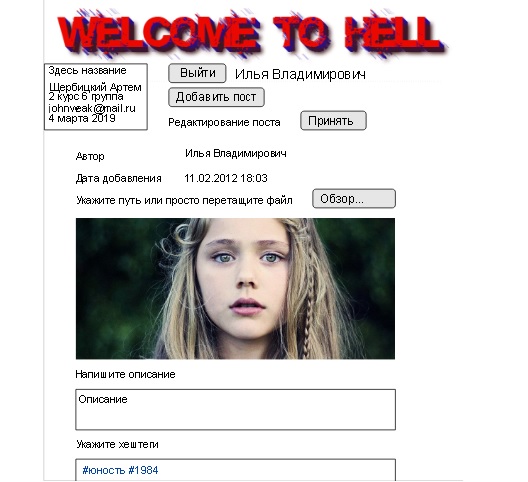 WELCOME TO HELL
Здесь название
Щербицкий Артем
2 курс 6 группа
johnveak@mail.ru
4 марта 2019
Выйти Илья Владимирович
Добавить пост
Редактирование поста Принять
Автор Илья Владимирович
Дата добавления 11.02.2012 18:03
Укажите путь или просто перетащите файл Обзор...
Напишите описание
Описание
Укажите хештеги
#юность #1984